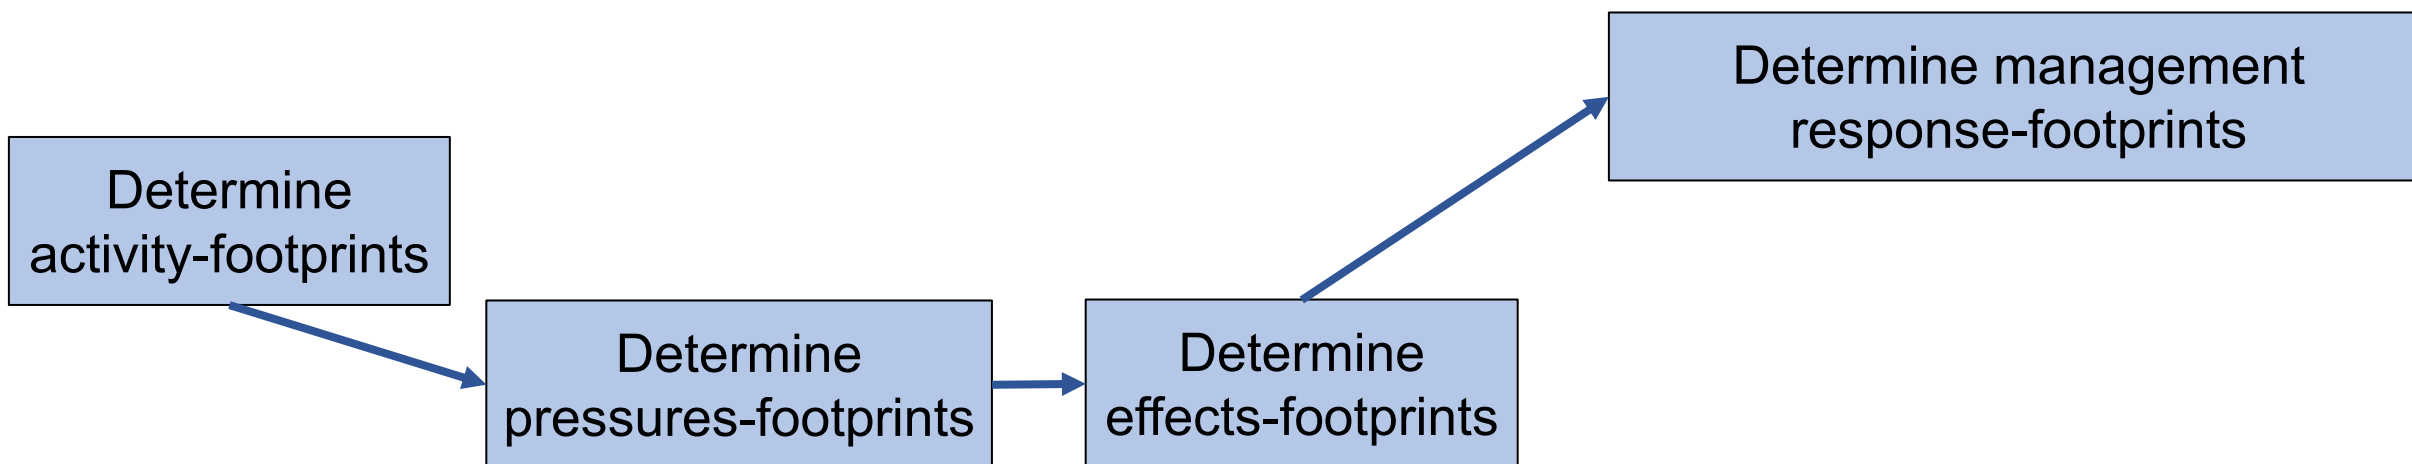 Determine
activity-footprints
Determine
pressures-footprints
Determine
effects-footprints
Determine management
response-footprints